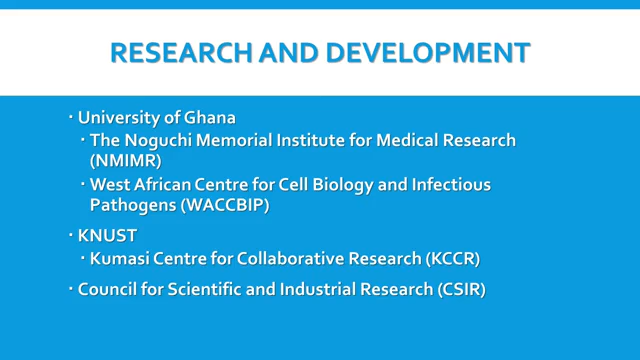 RESEARCH AND DEVELOPMENT
▪ University of Ghana
▪ The Noguchi Memorial Institute for Medical Research
(NMIMR)
▪ West African Centre for Cell Biology and Infectious
Pathogens (WACCBIP)
▪ KNUST
▪ Kumasi Centre for Collaborative Research (KCCR)
▪ Council for Scientific and Industrial Research (CSIR)